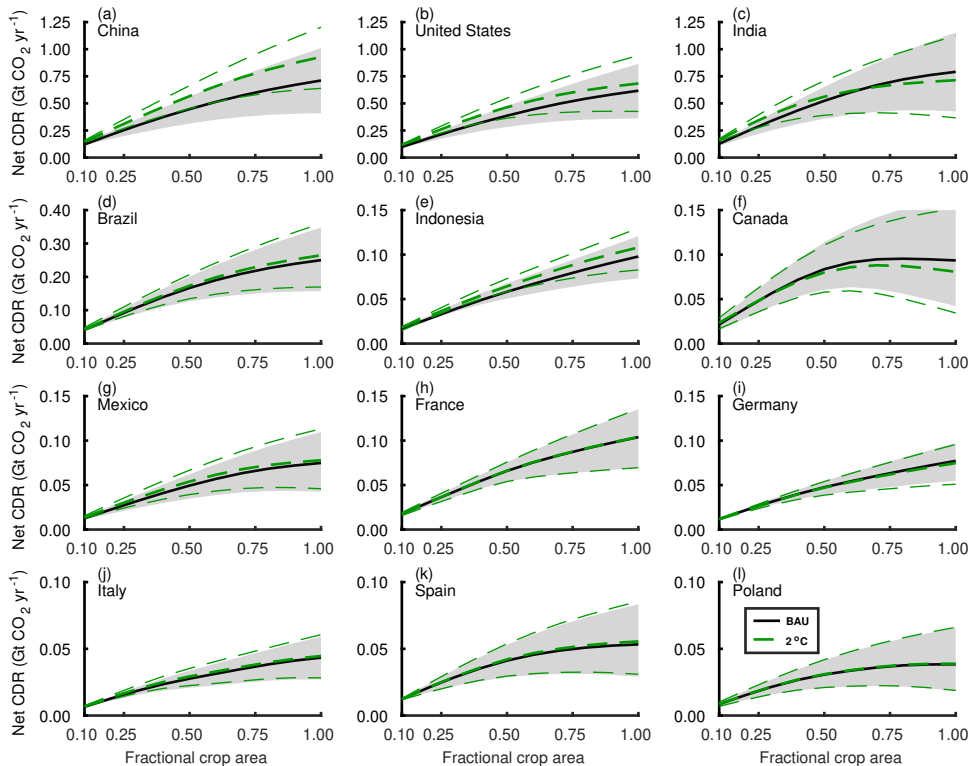 (a)
China
Net CDR (Gt CO2 yr-1)
1.25
1.00
0.75
0.50
0.25
0.00
0.10 0.25 0.50 0.75 1.00
(b)
United States
1.25
1.00
0.75
0.50
0.25
0.00
0.10 0.25 0.50 0.75 1.00
(c)
India
1.25
1.00
0.75
0.50
0.25
0.00
0.10 0.25 0.50 0.75 1.00
(d)
Brazil
Net CDR (Gt CO2 yr-1)
0.40
0.30
0.20
0.10
0.00
0.10 0.25 0.50 0.75 1.00
(e)
Indonesia
0.15
0.10
0.05
0.00
0.10 0.25 0.50 0.75 1.00
(f)
Canada
0.15
0.10
0.05
0.00
0.10 0.25 0.50 0.75 1.00
(g)
Mexico
Net CDR (Gt CO2 yr-1)
0.15
0.10
0.05
0.00
0.10 0.25 0.50 0.75 1.00
(h)
France
0.15
0.10
0.05
0.00
0.10 0.25 0.50 0.75 1.00
(i)
Germany
0.15
0.10
0.05
0.00
0.10 0.25 0.50 0.75 1.00
(j)
Italy
Net CDR (Gt CO2 yr-1)
0.10
0.05
0.00
0.10 0.25 0.50 0.75 1.00
Fractional crop area
(k)
Spain
0.10
0.05
0.00
0.10 0.25 0.50 0.75 1.00
Fractional crop area
(l)
Poland
BAU
2 oC
0.10
0.05
0.00
0.10 0.25 0.50 0.75 1.00
Fractional crop area